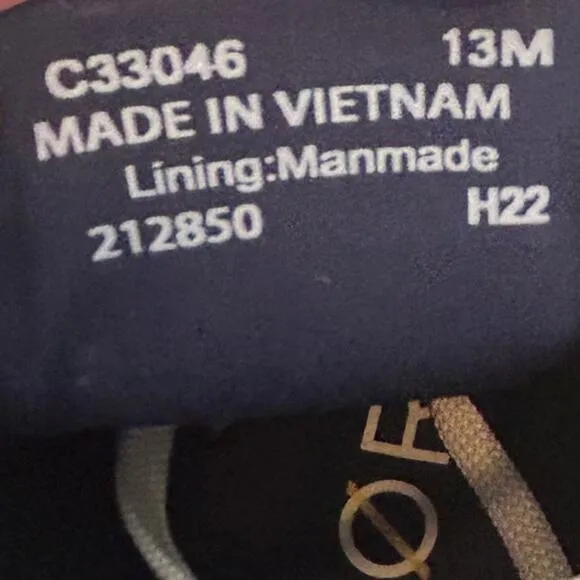 C33046 13M
MADE IN VIETNAM
Lining:Manmade
212850 H22